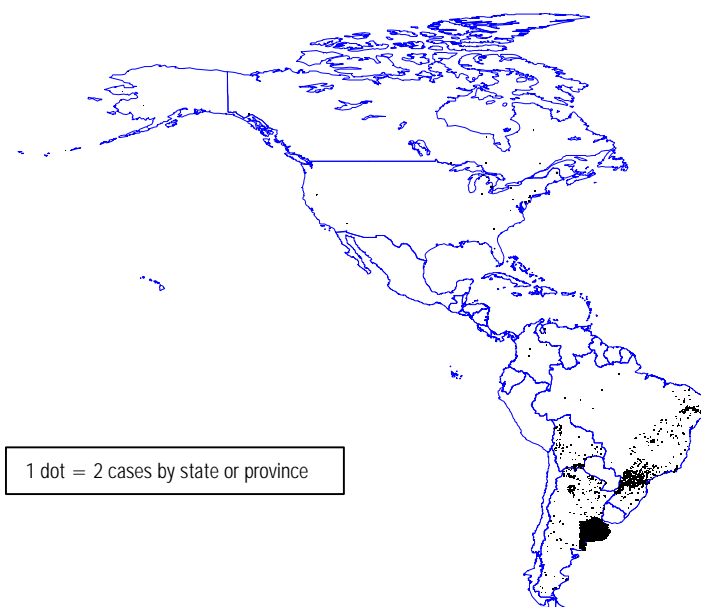 1 dot = 2 cases by state or province